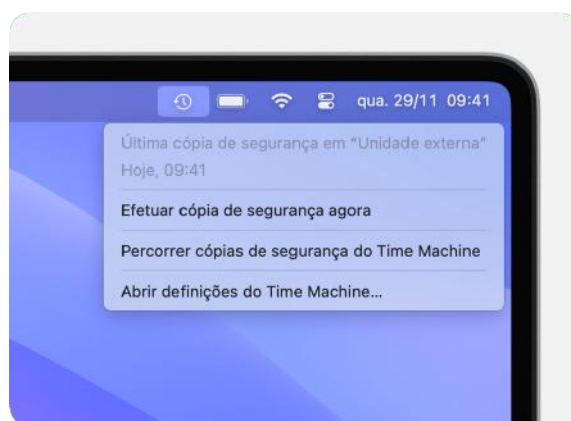 qua. 29/11 09:41
Última cópia de segurança em “Unidade externa”
Hoje, 09:41
Efetuar cópia de segurança agora
Percorrer cópias de segurança do Time Machine
Abrir definições do Time Machine...